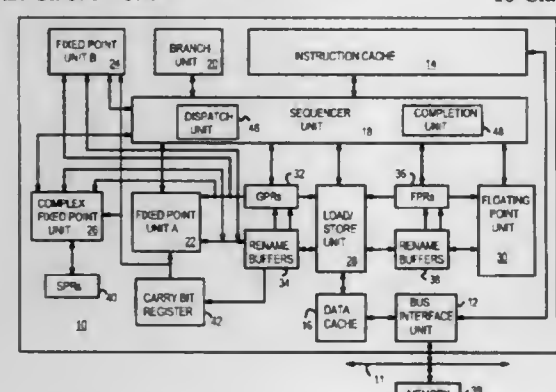 FIXED POINT
UNIT B
24
BRANCH
UNIT 20
INSTRUCTION CACHE
14
DISPATCH
UNIT
46
SEQUENCER
UNIT
18
COMPLETION
UNIT
48
COMPLEX
FIXED POINT
UNIT 26
FIXED POINT
UNIT A
22
GPRs
32
RENAME
BUFFERS
34
LOAD/
STORE
UNIT
28
FPRs
36
RENAME
BUFFERS
38
FLOATING
POINT
UNIT
30
SPRs
40
CARRY BIT
REGISTER
42
10
16
DATA
CACHE
BUS
INTERFACE
UNIT
12
11
MEMORY
39